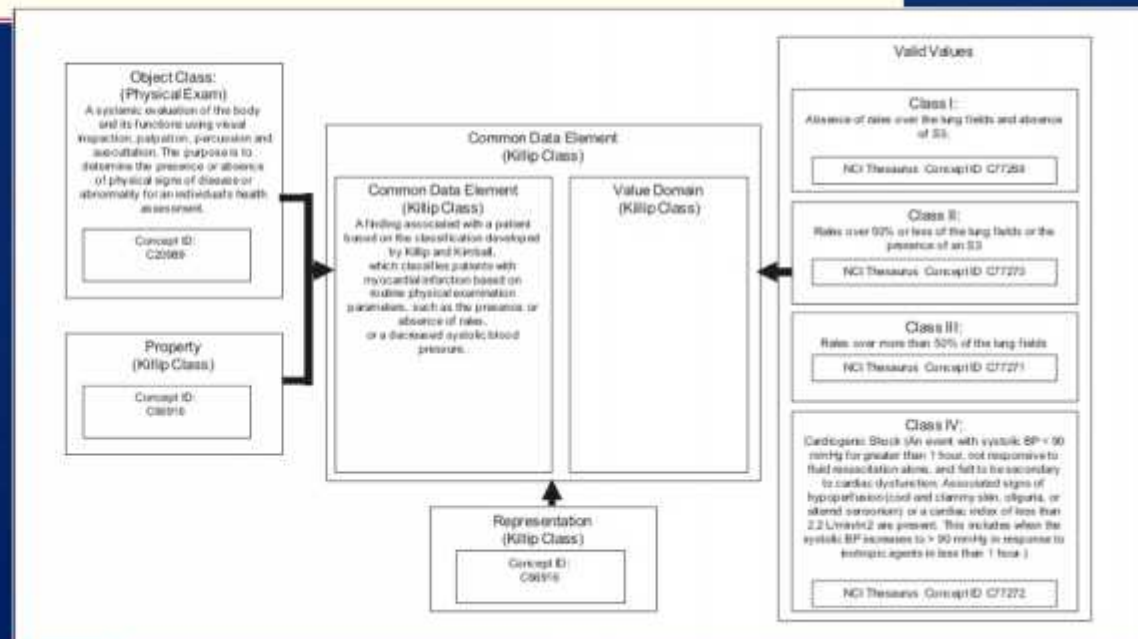 Object Class:
(Physical Exam)
A systemic evaluation of the body
and its functions using visual
inspection, palpation, percussion and
auscultation. The purpose is to
determine the presence or absence
of physical signs of disease or
abnormality for an individual's health
assessment.
Concept ID:
Property
(Killip Class)
Concept ID:
Common Data Element
(Killip Class)
Common Data Element
(Killip Class)
A finding associated with a patient
based on the classification developed
by Killip and Kimball,
which classifies patients with
myocardial infarction based on
routine physical examination
parameters, such as the presence or
absence of rales,
or a decreased systolic blood
pressure.
Value Domain
(Killip Class)
Representation
(Killip Class)
Concept ID:
Valid Values
Class I:
Absence of rales over the lung fields and absence
of S3.
NCI Thesaurus Concept ID
Class II:
Rales over 50% or less of the lung fields or the
presence of an S3
NCI Thesaurus Concept ID
Class III:
Rales over more than 50% of the lung fields
NCI Thesaurus Concept ID C77271
Class IV:
Cardiogenic Shock (An event with systolic BP < 90
mmHg for greater than 1 hour, not responsive to
fluid resuscitation alone, and felt to be secondary
to cardiac dysfunction. Associated signs of
hypoperfusion (cool and clammy skin, oliguria, or
altered sensorium) or a cardiac index of less than
2.2 L/min/m2 are present. This includes when the
systolic BP increases to > 90 mmHg in response to
inotropic agents in less than 1 hour.)
NCI Thesaurus Concept ID C77272